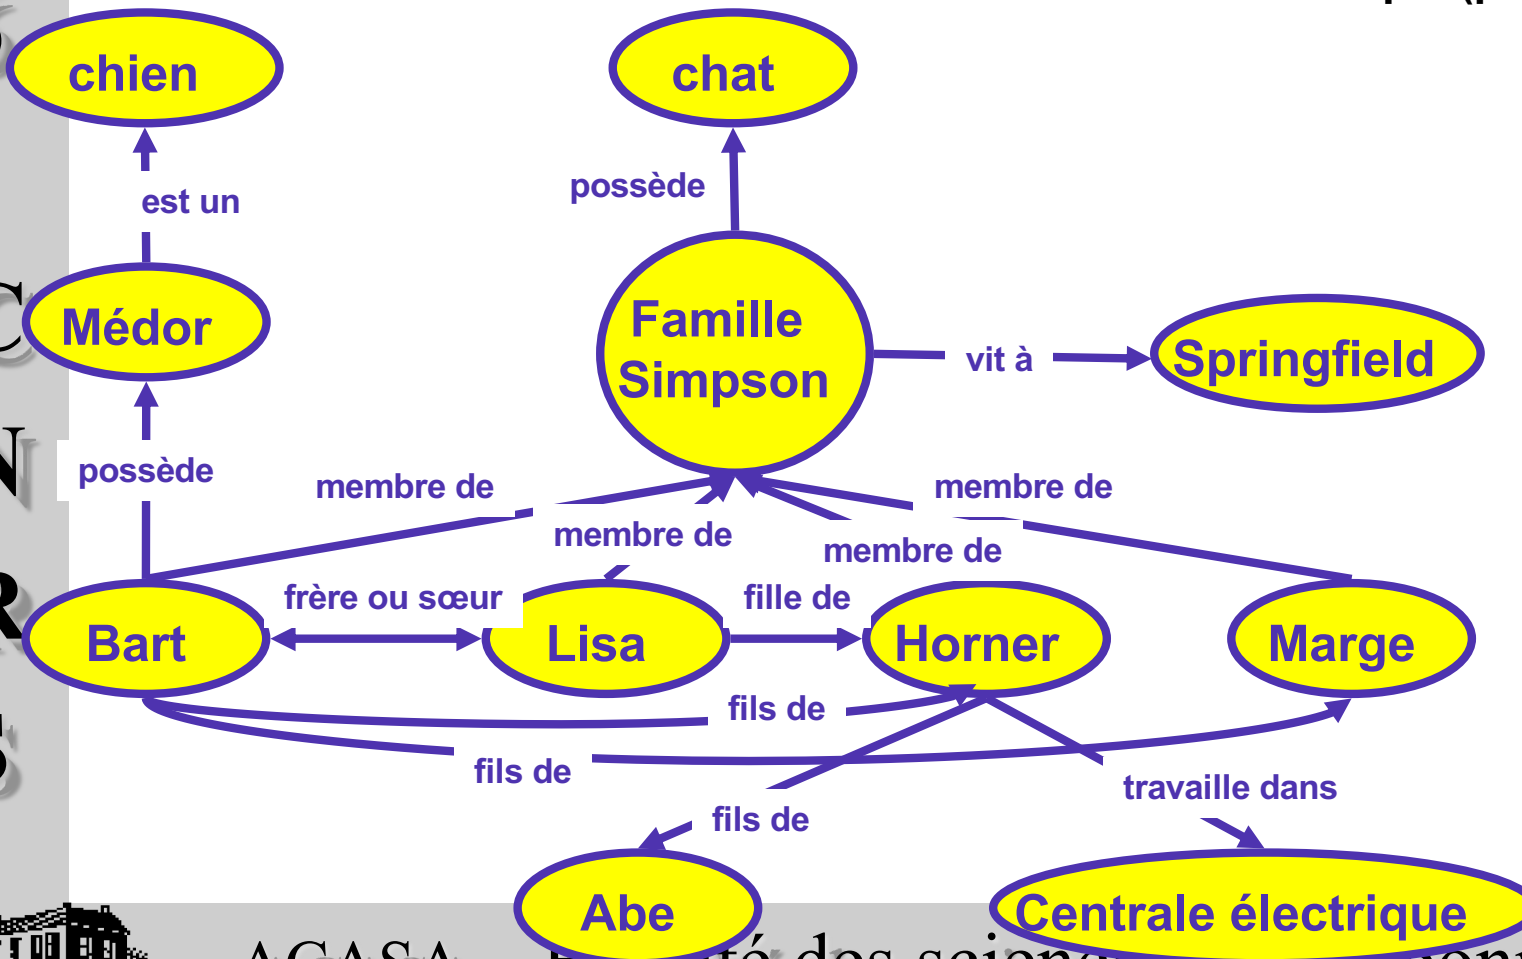 chien
chat
est un
possède
Médor
Famille
Simpson
vit à
Springfield
possède
membre de
membre de
membre de
membre de
frère ou sœur
fille de
Bart
Lisa
Horner
Marge
fils de
fils de
travaille dans
fils de
Abe
Centrale électrique
C
N
R
S